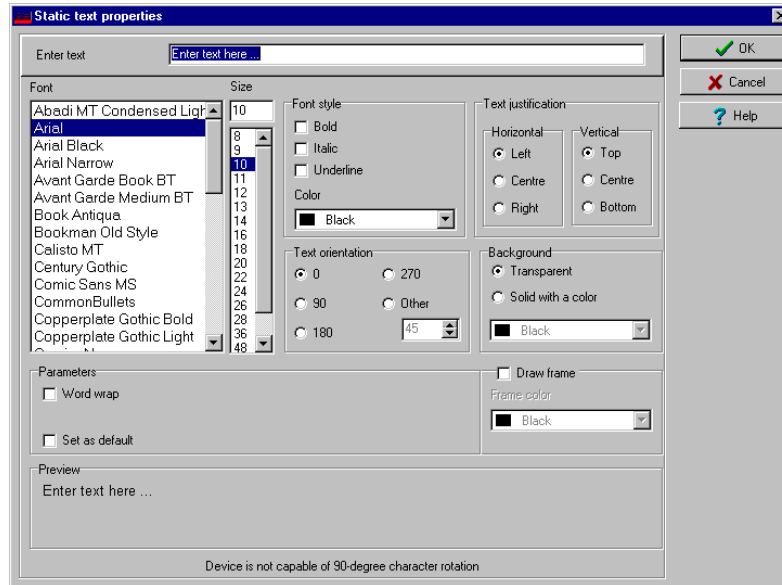 Static text properties
Enter text
Enter text here ...
OK
Cancel
Help
Font
Abadi MT Condensed Ligh
Arial
Arial Black
Arial Narrow
Avant Garde Book BT
Avant Garde Medium BT
Book Antiqua
Bookman Old Style
Calisto MT
Century Gothic
Comic Sans MS
CommonBullets
Copperplate Gothic Bold
Copperplate Gothic Light
Size
10
8
9
10
11
12
13
14
16
18
20
22
24
26
28
36
48
Font style
Bold
Italic
Underline
Color
Black
Text justification
Horizontal
Left
Centre
Right
Vertical
Top
Centre
Bottom
Text orientation
0
90
180
270
Other
45
Background
Transparent
Solid with a color
Black
Parameters
Word wrap
Set as default
Draw frame
Frame color
Black
Preview
Enter text here ...
Device is not capable of 90-degree character rotation